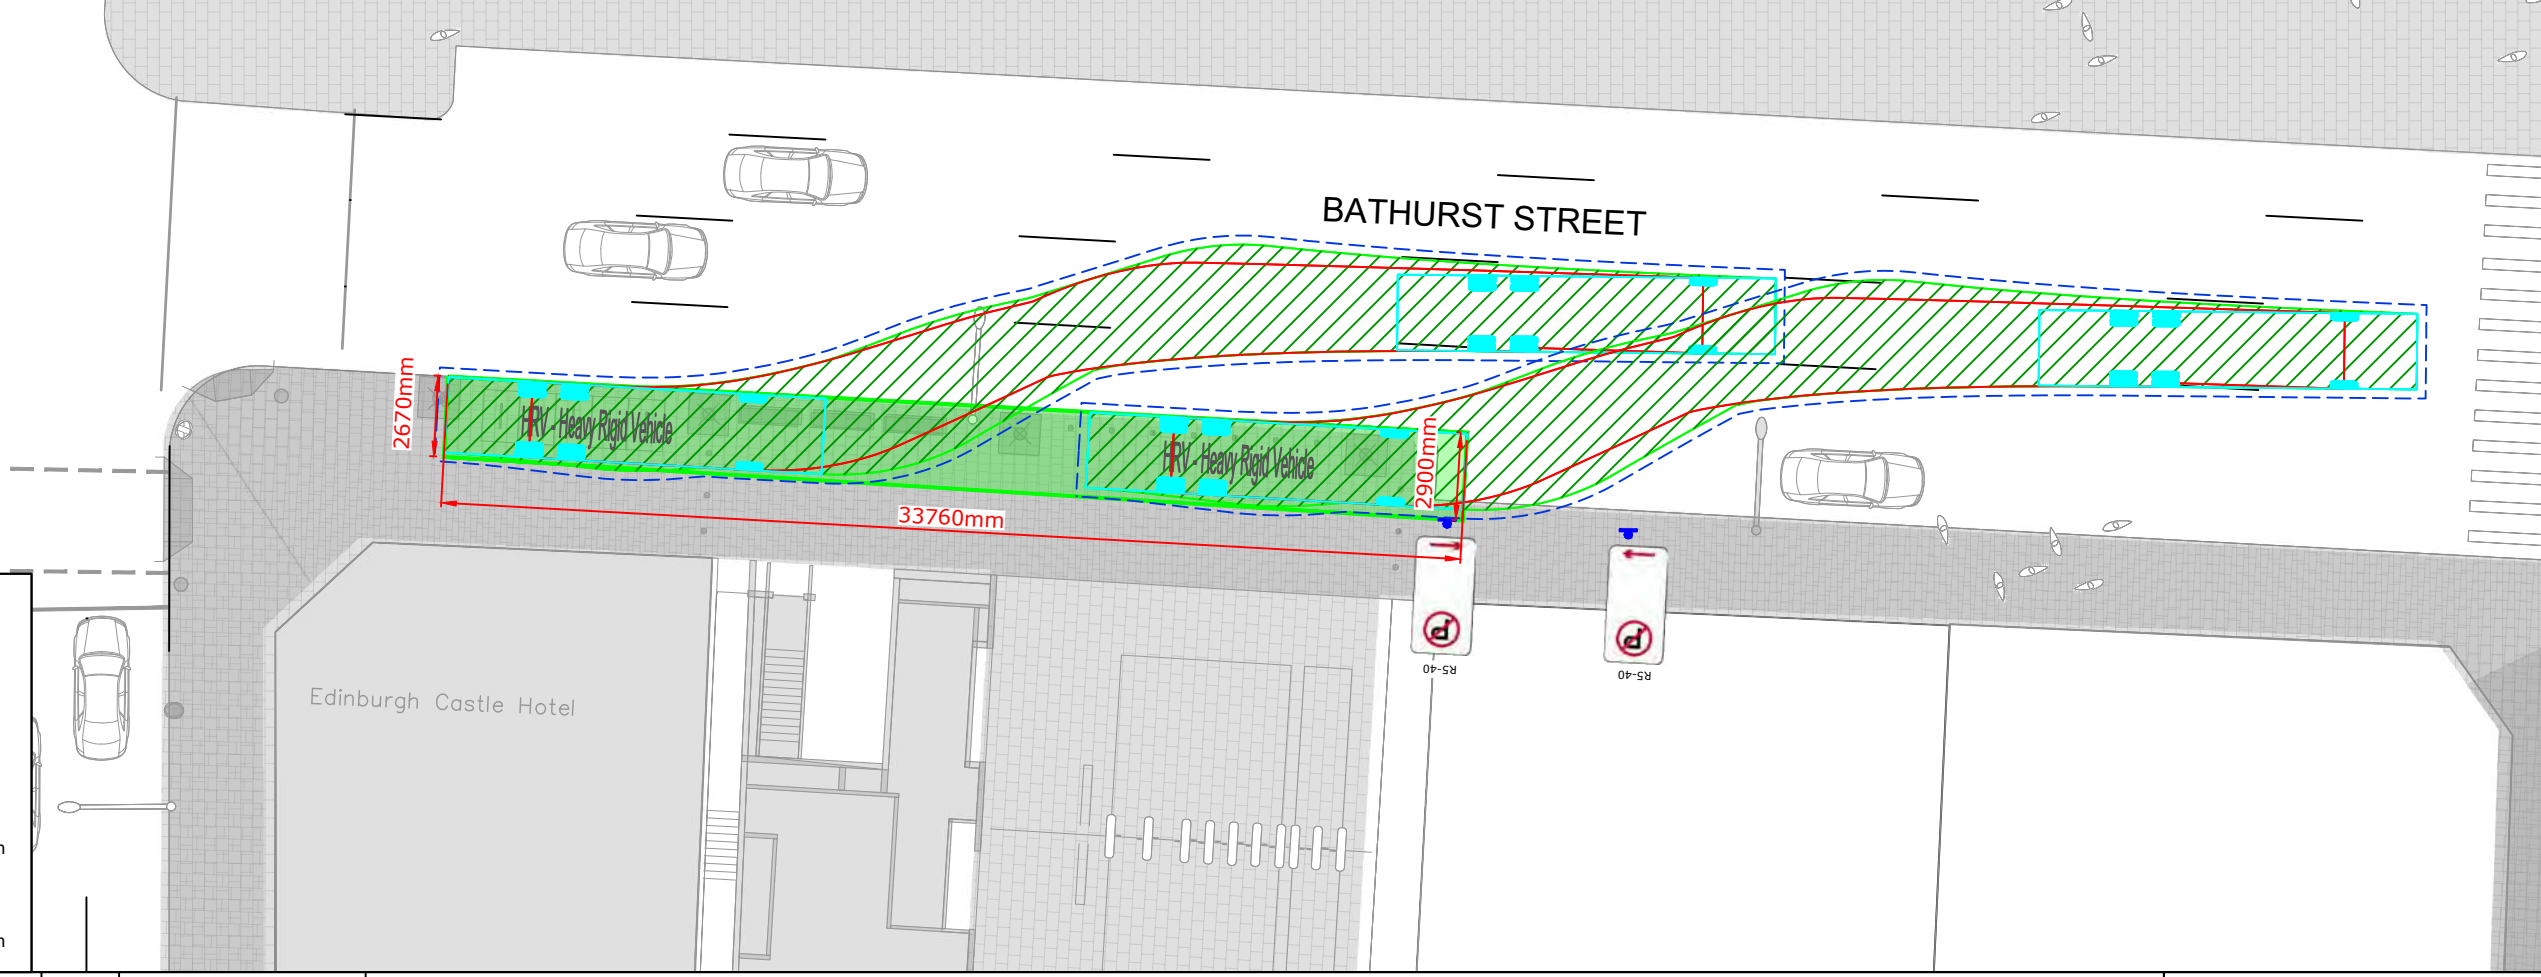 BATHURST STREET
2670mm
HRV - Heavy Rigid Vehicle
HRV - Heavy Rigid Vehicle
2900mm
33760mm
R5-40
R5-40
Edinburgh Castle Hotel